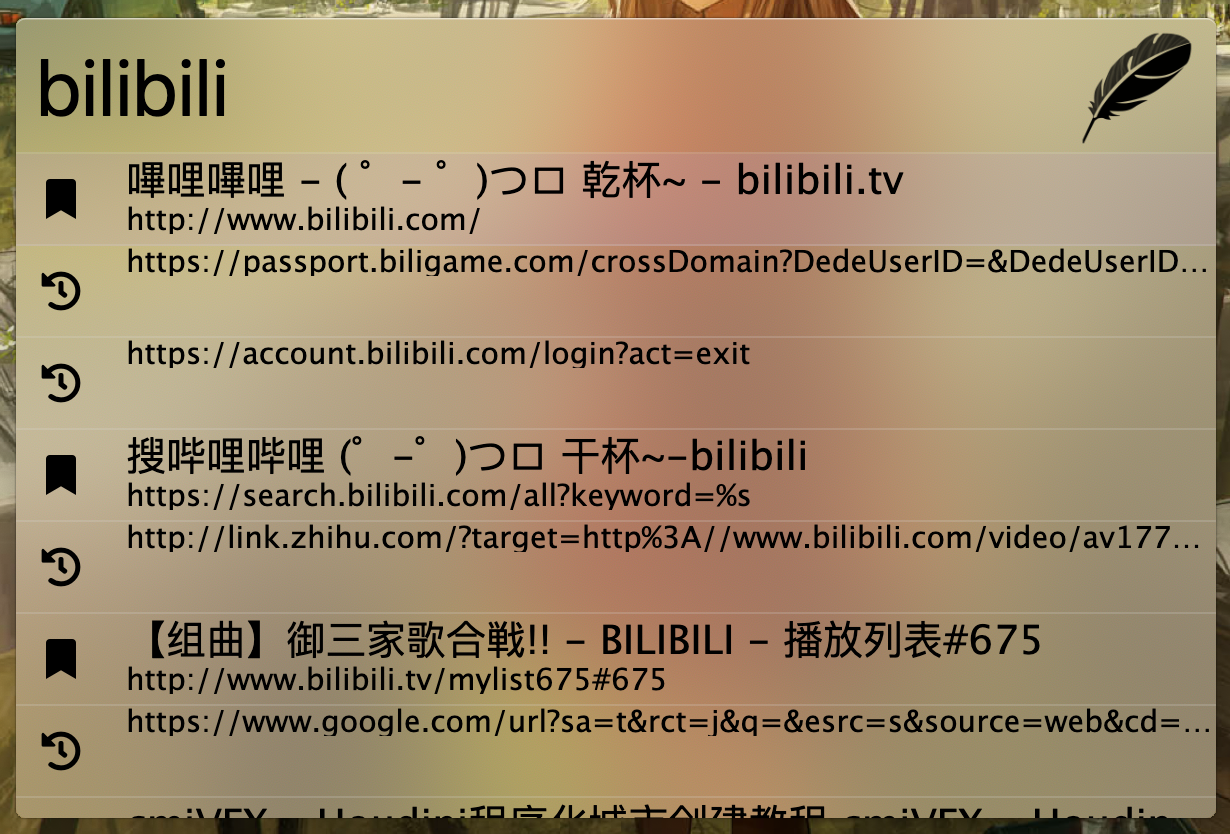 bilibili
嗶哩嗶哩 - ( ゜- ゜)つロ 乾杯~ - bilibili.tv
http://www.bilibili.com/
https://passport.biligame.com/crossDomain?DedeUserID=&DedeUserID...
https://account.bilibili.com/login?act=exit
搜哔哩哔哩 (゜-゜)つロ 干杯~-bilibili
https://search.bilibili.com/all?keyword=%s
http://link.zhihu.com/?target=http%3A//www.bilibili.com/video/av177...
【组曲】御三家歌合戦!! - BILIBILI - 播放列表#675
http://www.bilibili.tv/mylist675#675
https://www.google.com/url?sa=t&rct=j&q=&esrc=s&source=web&cd=...